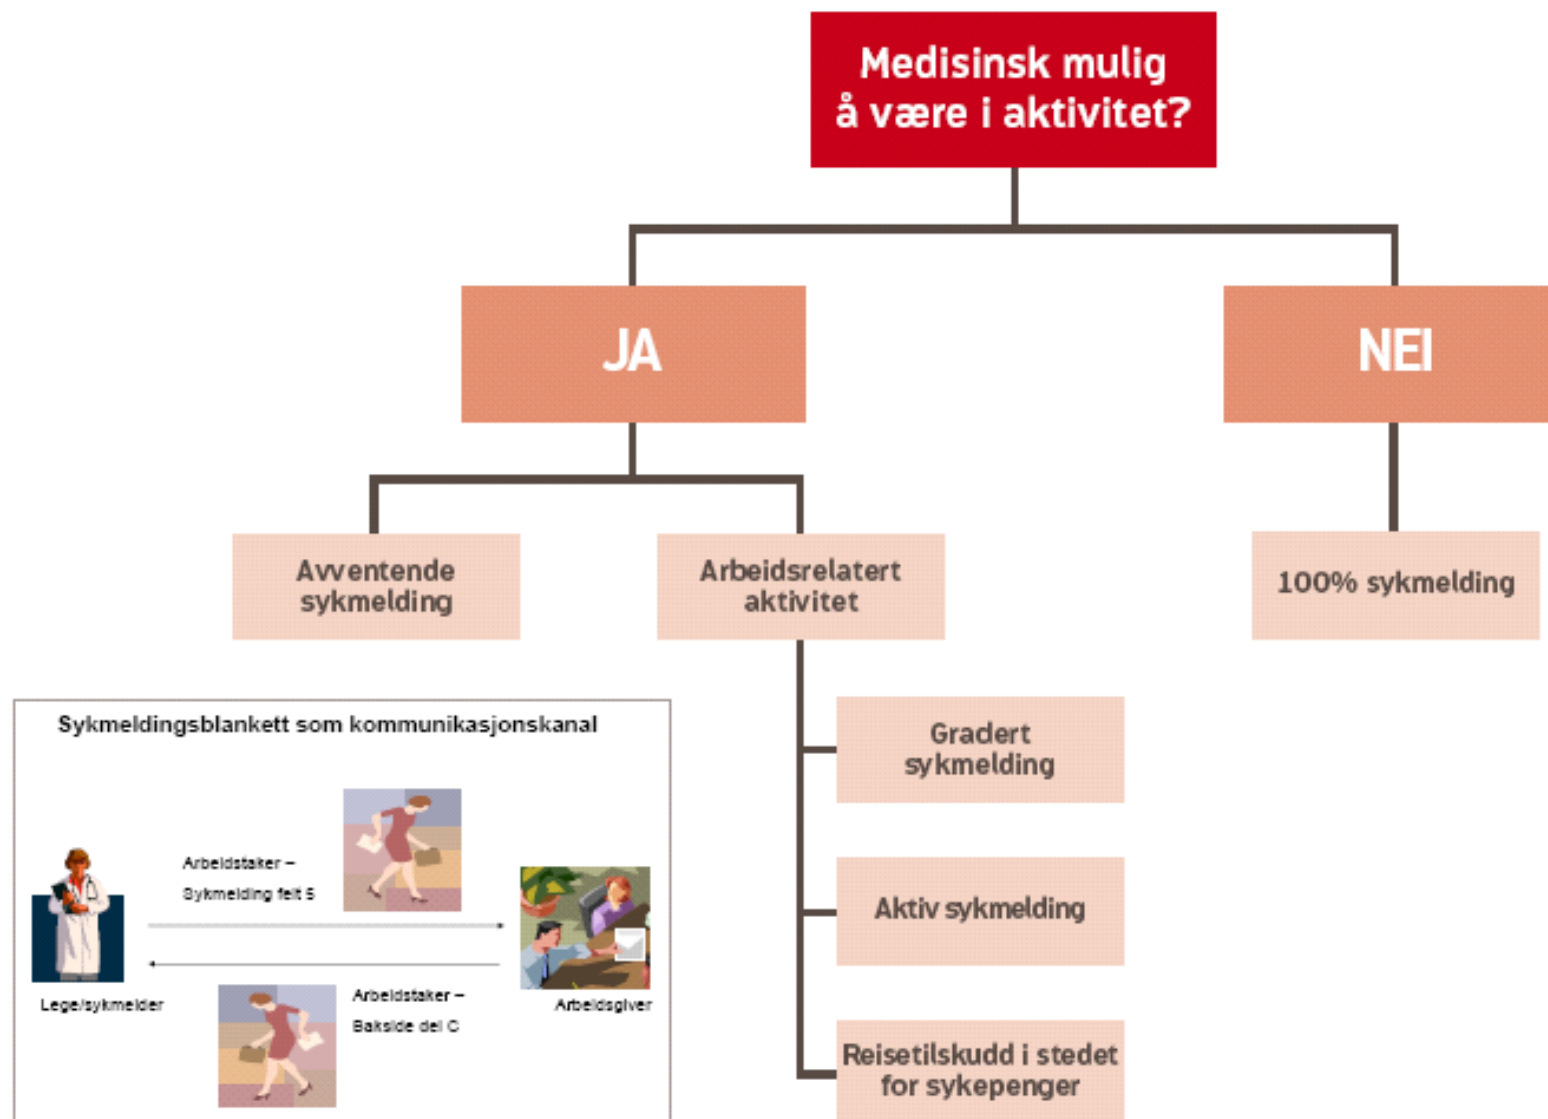 Medisinsk mulig
å være i aktivitet?
JA
NEI
Avventende
sykmelding
Arbeidsrelatert
aktivitet
100% sykmelding
Gradert
sykmelding
Aktiv sykmelding
Reisetilskudd i stedet
for sykepenger
Sykmeldingsblankett som kommunikasjonskanal
Arbeidstaker –
Sykmelding felt 5
Lege/sykmelder
Arbeidsgiver
Arbeidstaker –
Bakside del C